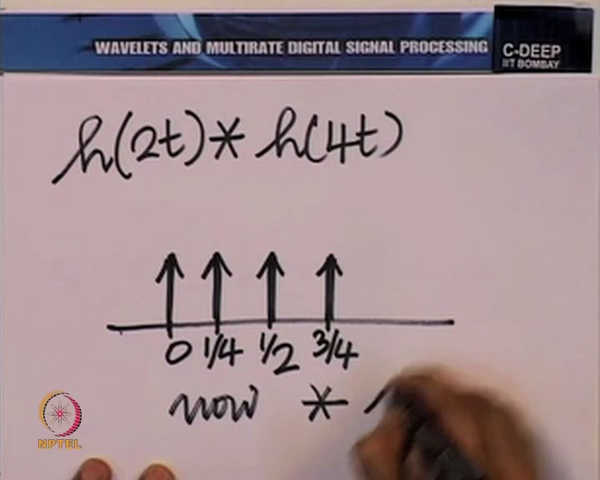 WAVELETS AND MULTIRATE DIGITAL SIGNAL PROCESSING
C-DEEP
IIT BOMBAY
h(2t) * h(4t)
0 1/4 1/2 3/4
now *
NPTEL